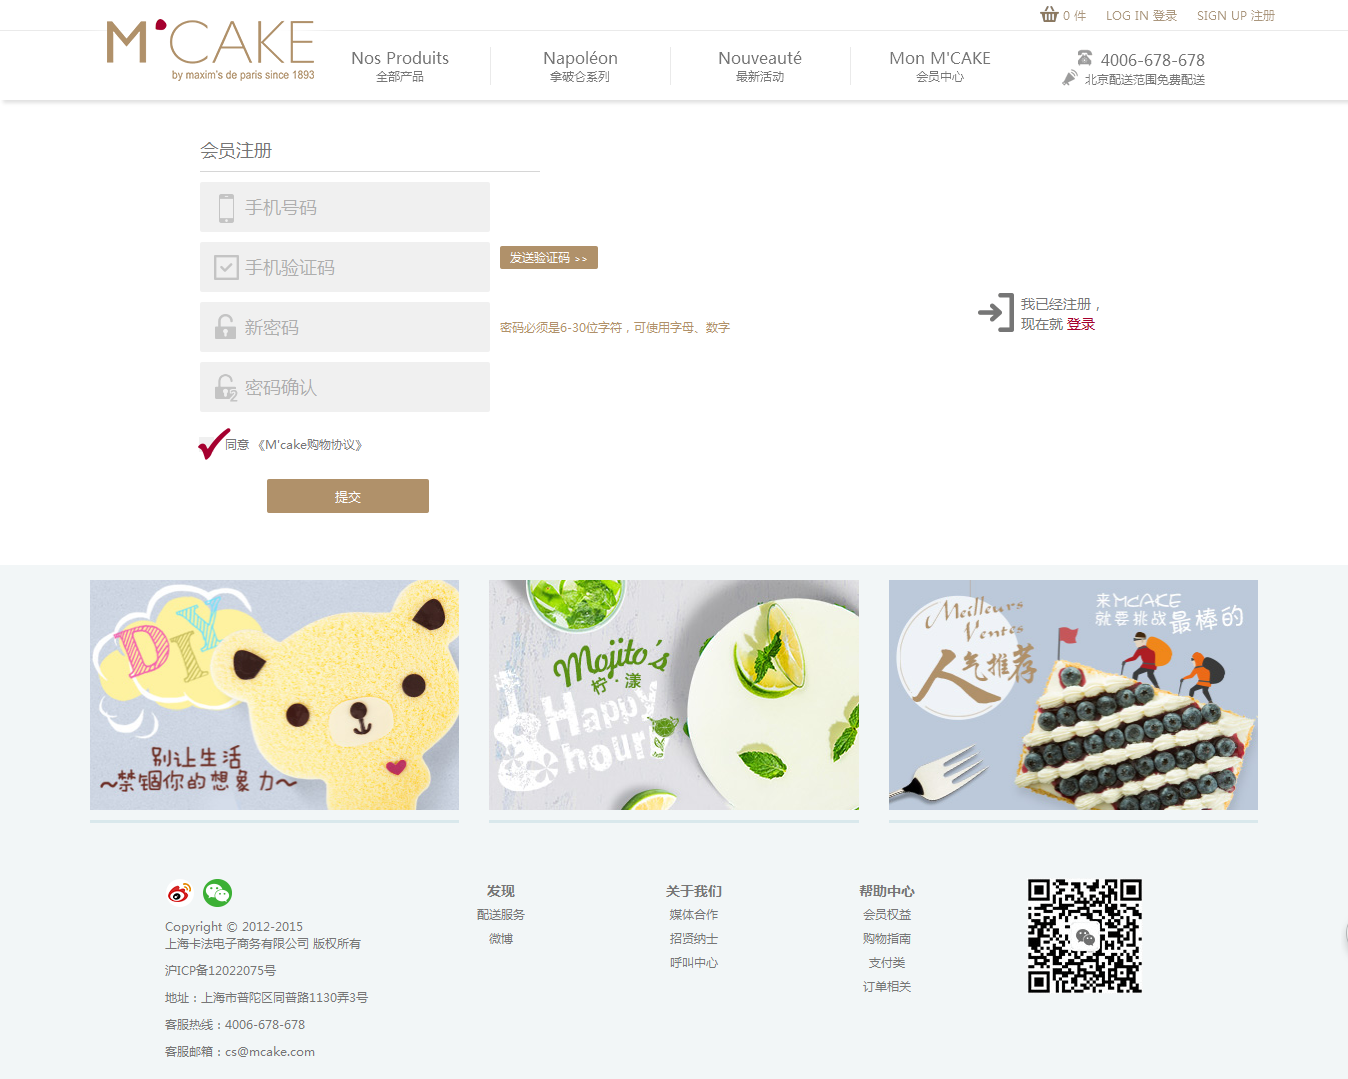 0 件
LOG IN 登录
SIGN UP 注册
M'CAKE
by maxim's de paris since 1893
Nos Produits
全部产品
Napoléon
拿破仑系列
Nouveauté
最新活动
Mon M'CAKE
会员中心
4006-678-678
北京配送范围免费配送
会员注册
手机号码
手机验证码
发送验证码 >>
新密码
密码必须是6-30位字符，可使用字母、数字
密码确认
我已经注册，
现在就 登录
同意 《M'cake购物协议》
提交
DIY
别让生活
~禁锢你的想象力~
Mojito's
柠·漾
Happy
hour!
Meilleurs
Ventes
人气推荐
来MCAKE
就要挑战最棒的
Copyright © 2012-2015
上海卡法电子商务有限公司 版权所有
沪ICP备12022075号
地址：上海市普陀区同普路1130弄3号
客服热线：4006-678-678
客服邮箱：cs@mcake.com
发现
配送服务
微博
关于我们
媒体合作
招贤纳士
呼叫中心
帮助中心
会员权益
购物指南
支付类
订单相关